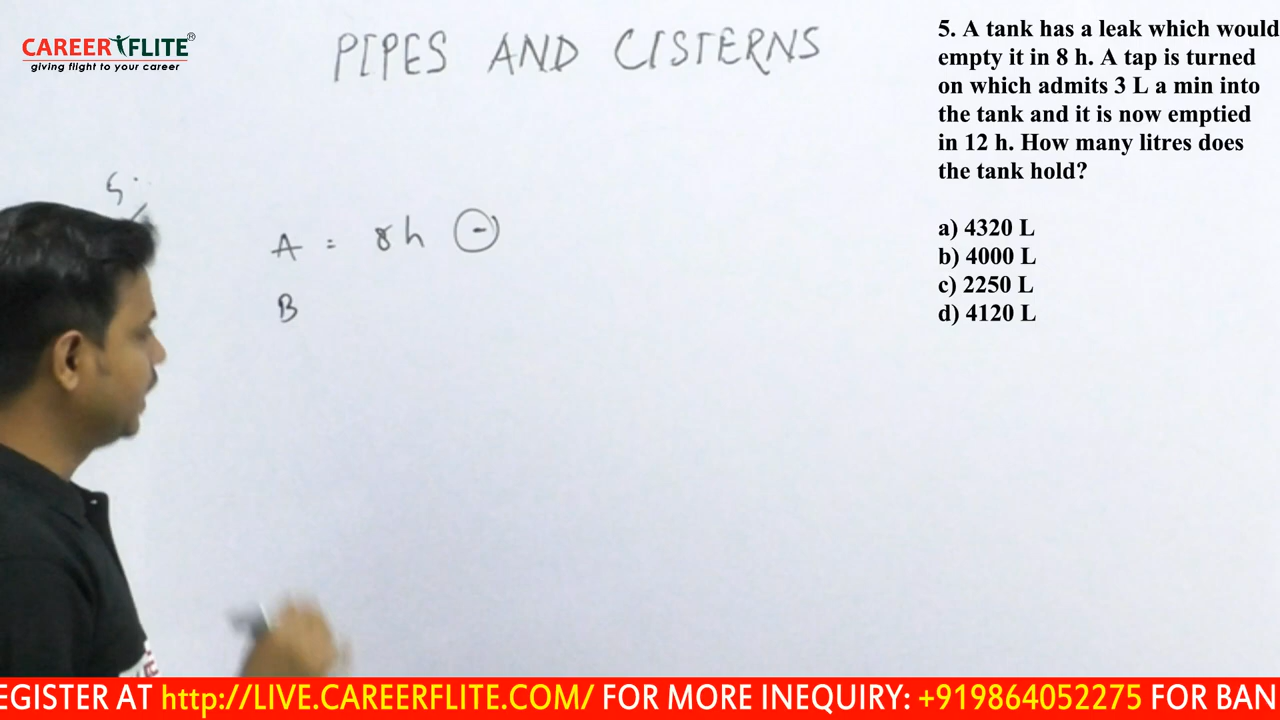 CAREER FLITE®
giving flight to your career
PIPES AND CISTERNS
5. A tank has a leak which would
empty it in 8 h. A tap is turned
on which admits 3 L a min into
the tank and it is now emptied
in 12 h. How many litres does
the tank hold?
a) 4320 L
b) 4000 L
c) 2250 L
d) 4120 L
5.
A = 8h (-)
B
EGISTER AT http://LIVE.CAREERFLITE.COM/ FOR MORE INEQUIRY: +919864052275 FOR BAN